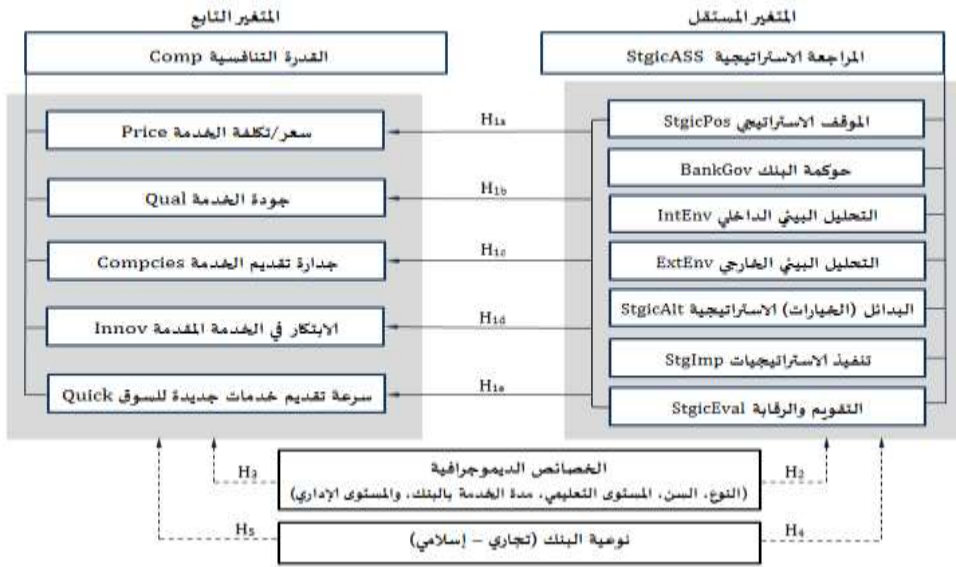 المتغير المستقل
المتغير التابع
المراجعة الاستراتيجية StgicASS
القدرة التنافسية Comp
الموقف الاستراتيجي StgicPos
حوكمة البنك BankGov
التحليل البيئي الداخلي IntEnv
التحليل البيئي الخارجي ExtEnv
البدائل (الخيارات) الاستراتيجية StgicAlt
تنفيذ الاستراتيجيات StgImp
التقويم والرقابة StgicEval
H1a
H1b
H1c
H1d
H1e
سعر/تكلفة الخدمة Price
جودة الخدمة Qual
جدارة تقديم الخدمة Compcies
الابتكار في الخدمة المقدمة Innov
سرعة تقديم خدمات جديدة للسوق Quick
H2
الخصائص الديموجرافية
(النوع، السن، المستوى التعليمي، مدة الخدمة بالبنك، والمستوى الإداري)
H3
H4
نوعية البنك (تجاري – إسلامي)
H5